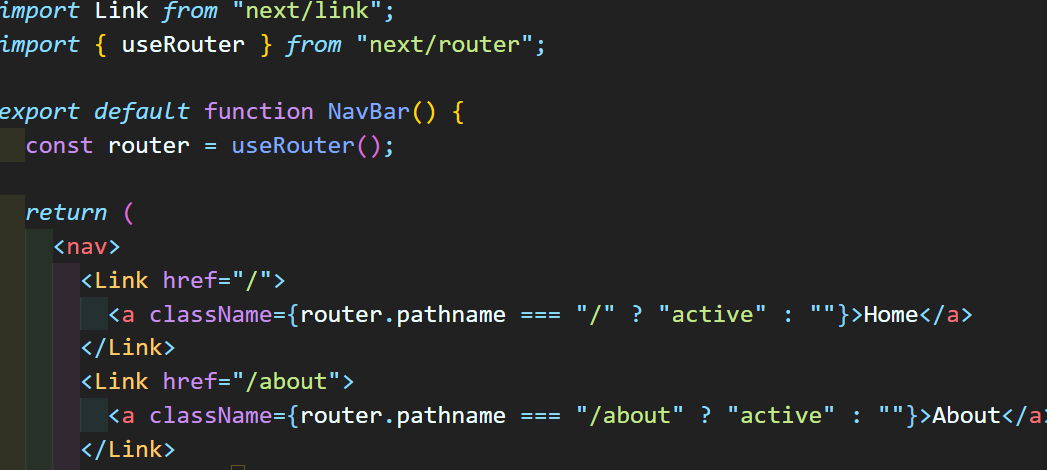 import Link from "next/link";
import { useRouter } from "next/router";
export default function NavBar() {
const router = useRouter();
return (
<nav>
<Link href="/">
<a className={router.pathname === "/" ? "active" : ""}>Home</a>
</Link>
<Link href="/about">
<a className={router.pathname === "/about" ? "active" : ""}>About</a>
</Link>